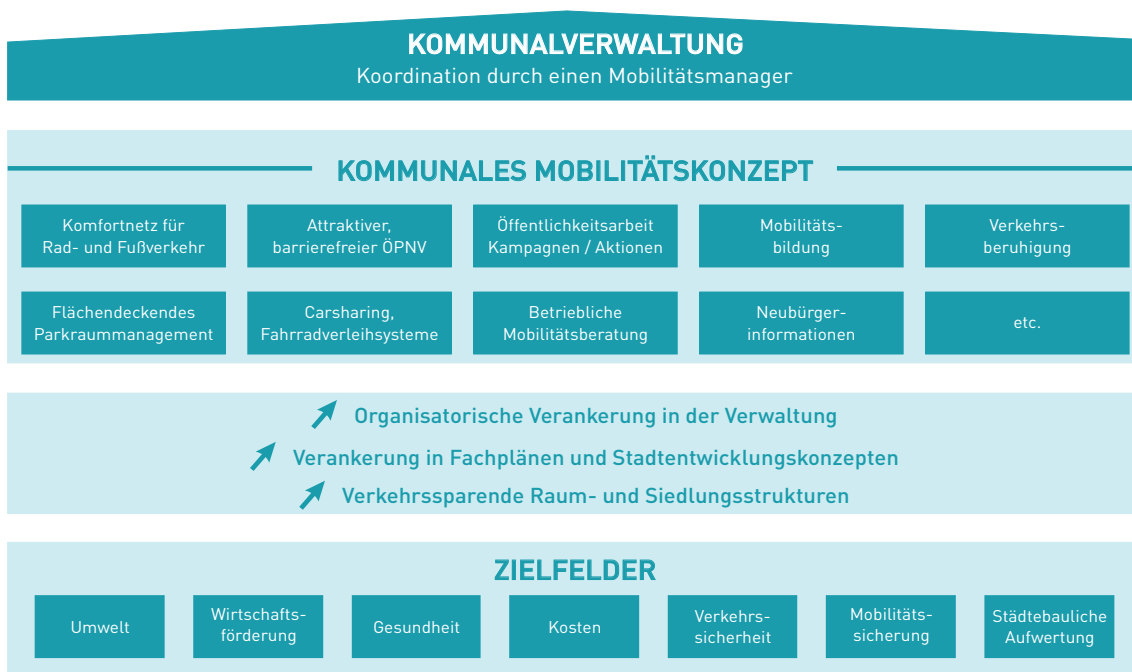 KOMMUNALVERWALTUNG
Koordination durch einen Mobilitätsmanager
KOMMUNALES MOBILITÄTSKONZEPT
Komfortnetz für
Rad- und Fußverkehr
Attraktiver,
barrierefreier ÖPNV
Öffentlichkeitsarbeit
Kampagnen / Aktionen
Mobilitäts-
bildung
Verkehrs-
beruhigung
Flächendeckendes
Parkraummanagement
Carsharing,
Fahrradverleihsysteme
Betriebliche
Mobilitätsberatung
Neubürger-
informationen
etc.
Organisatorische Verankerung in der Verwaltung
Verankerung in Fachplänen und Stadtentwicklungskonzepten
Verkehrssparende Raum- und Siedlungsstrukturen
ZIELFELDER
Umwelt
Wirtschafts-
förderung
Gesundheit
Kosten
Verkehrs-
sicherheit
Mobilitäts-
sicherung
Städtebauliche
Aufwertung